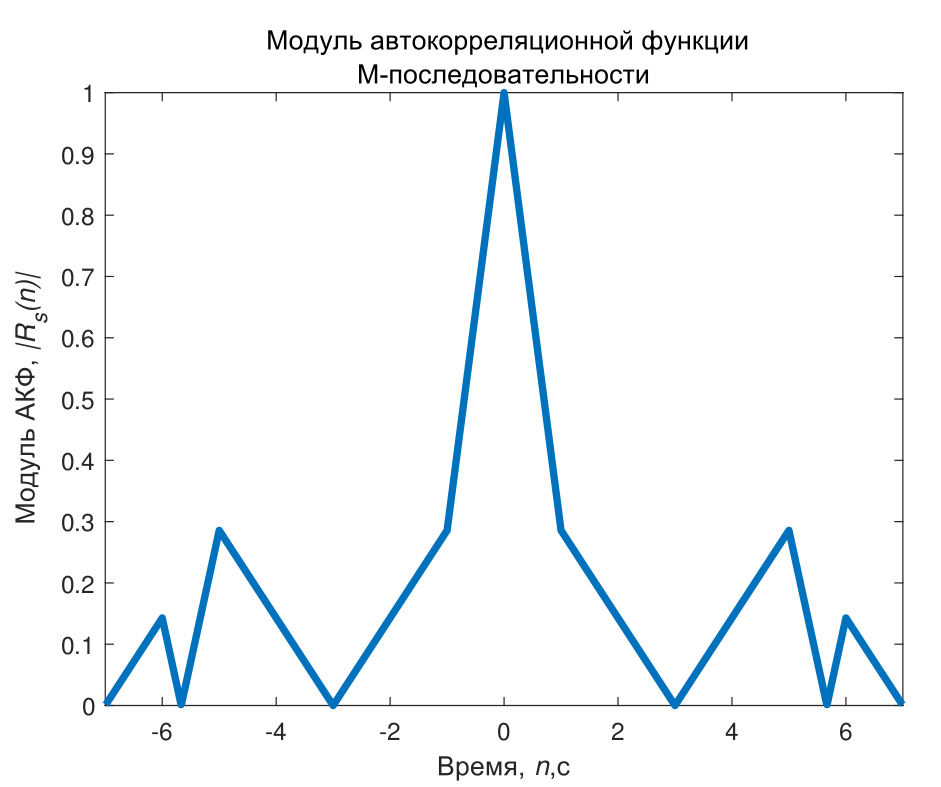 Модуль автокорреляционной функции
М-последовательности
1
0.9
0.8
0.7
0.6
0.5
0.4
0.3
0.2
0.1
0
Модуль АКФ, |R_s(n)|
-6 -4 -2 0 2 4 6
Время, n,с